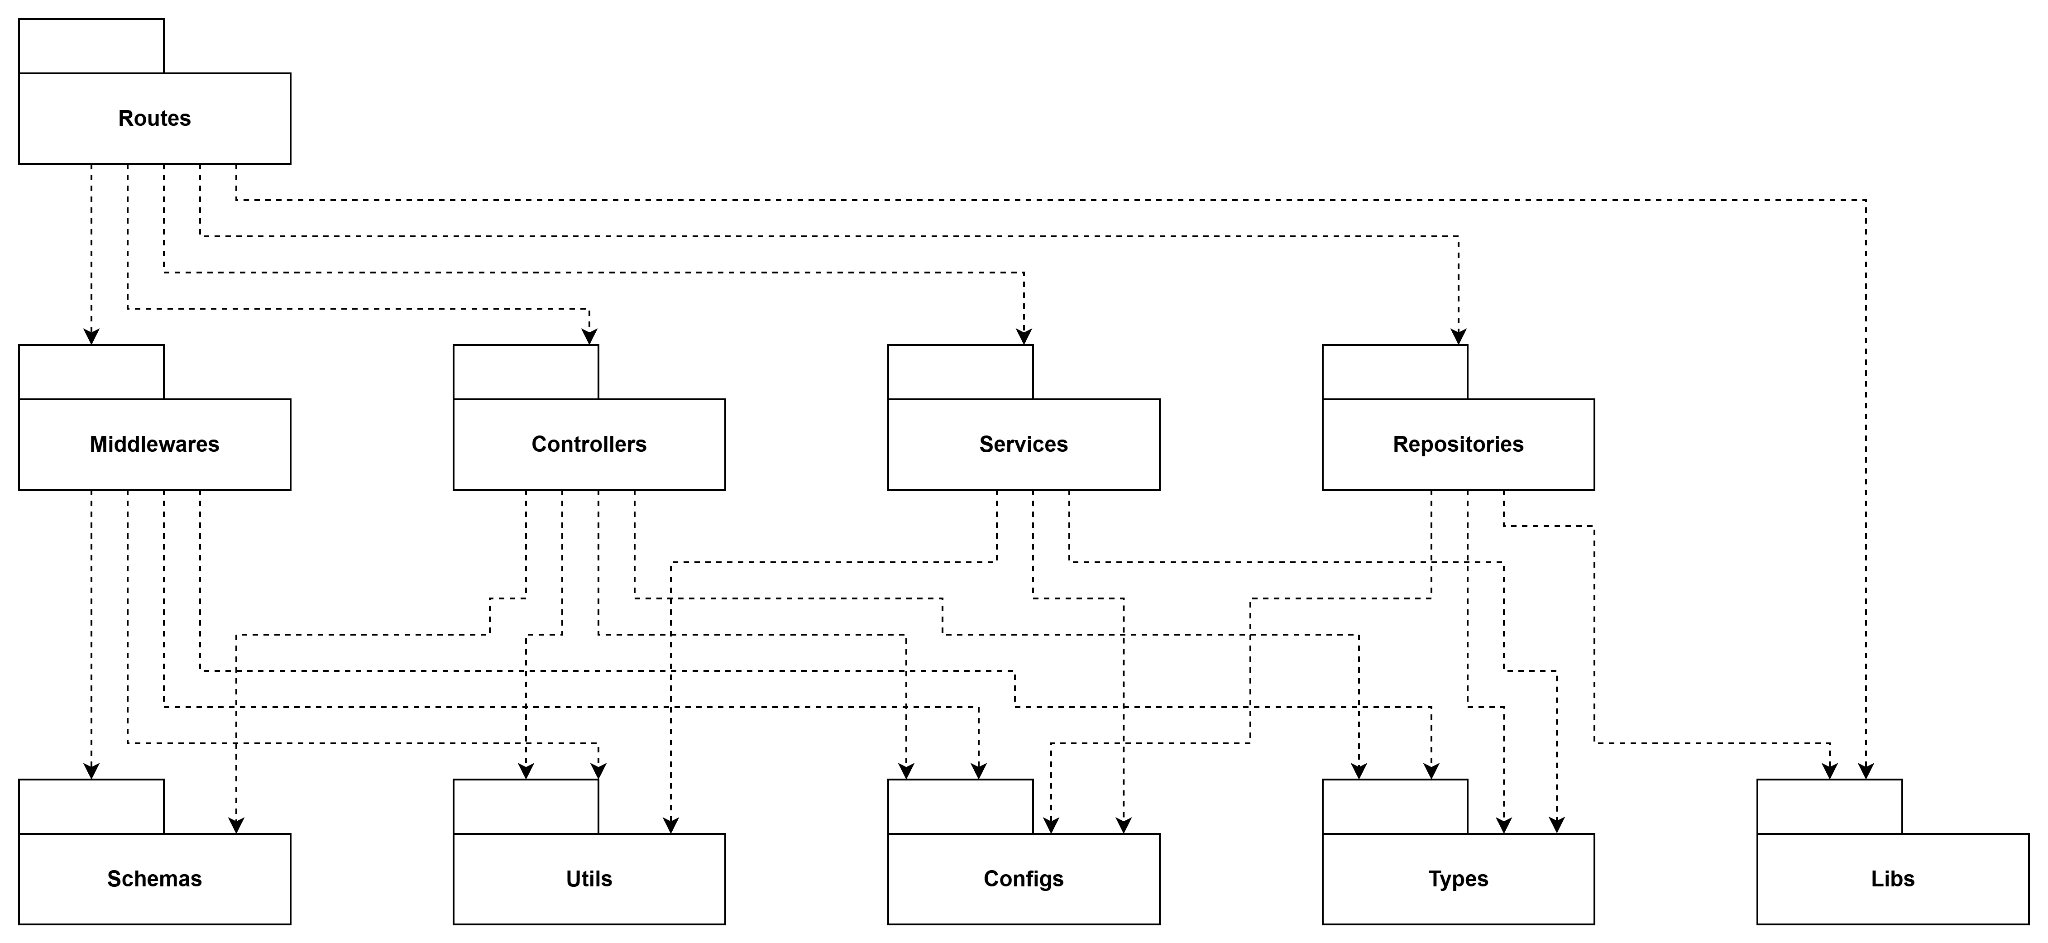 Routes
Middlewares
Controllers
Services
Repositories
Schemas
Utils
Configs
Types
Libs